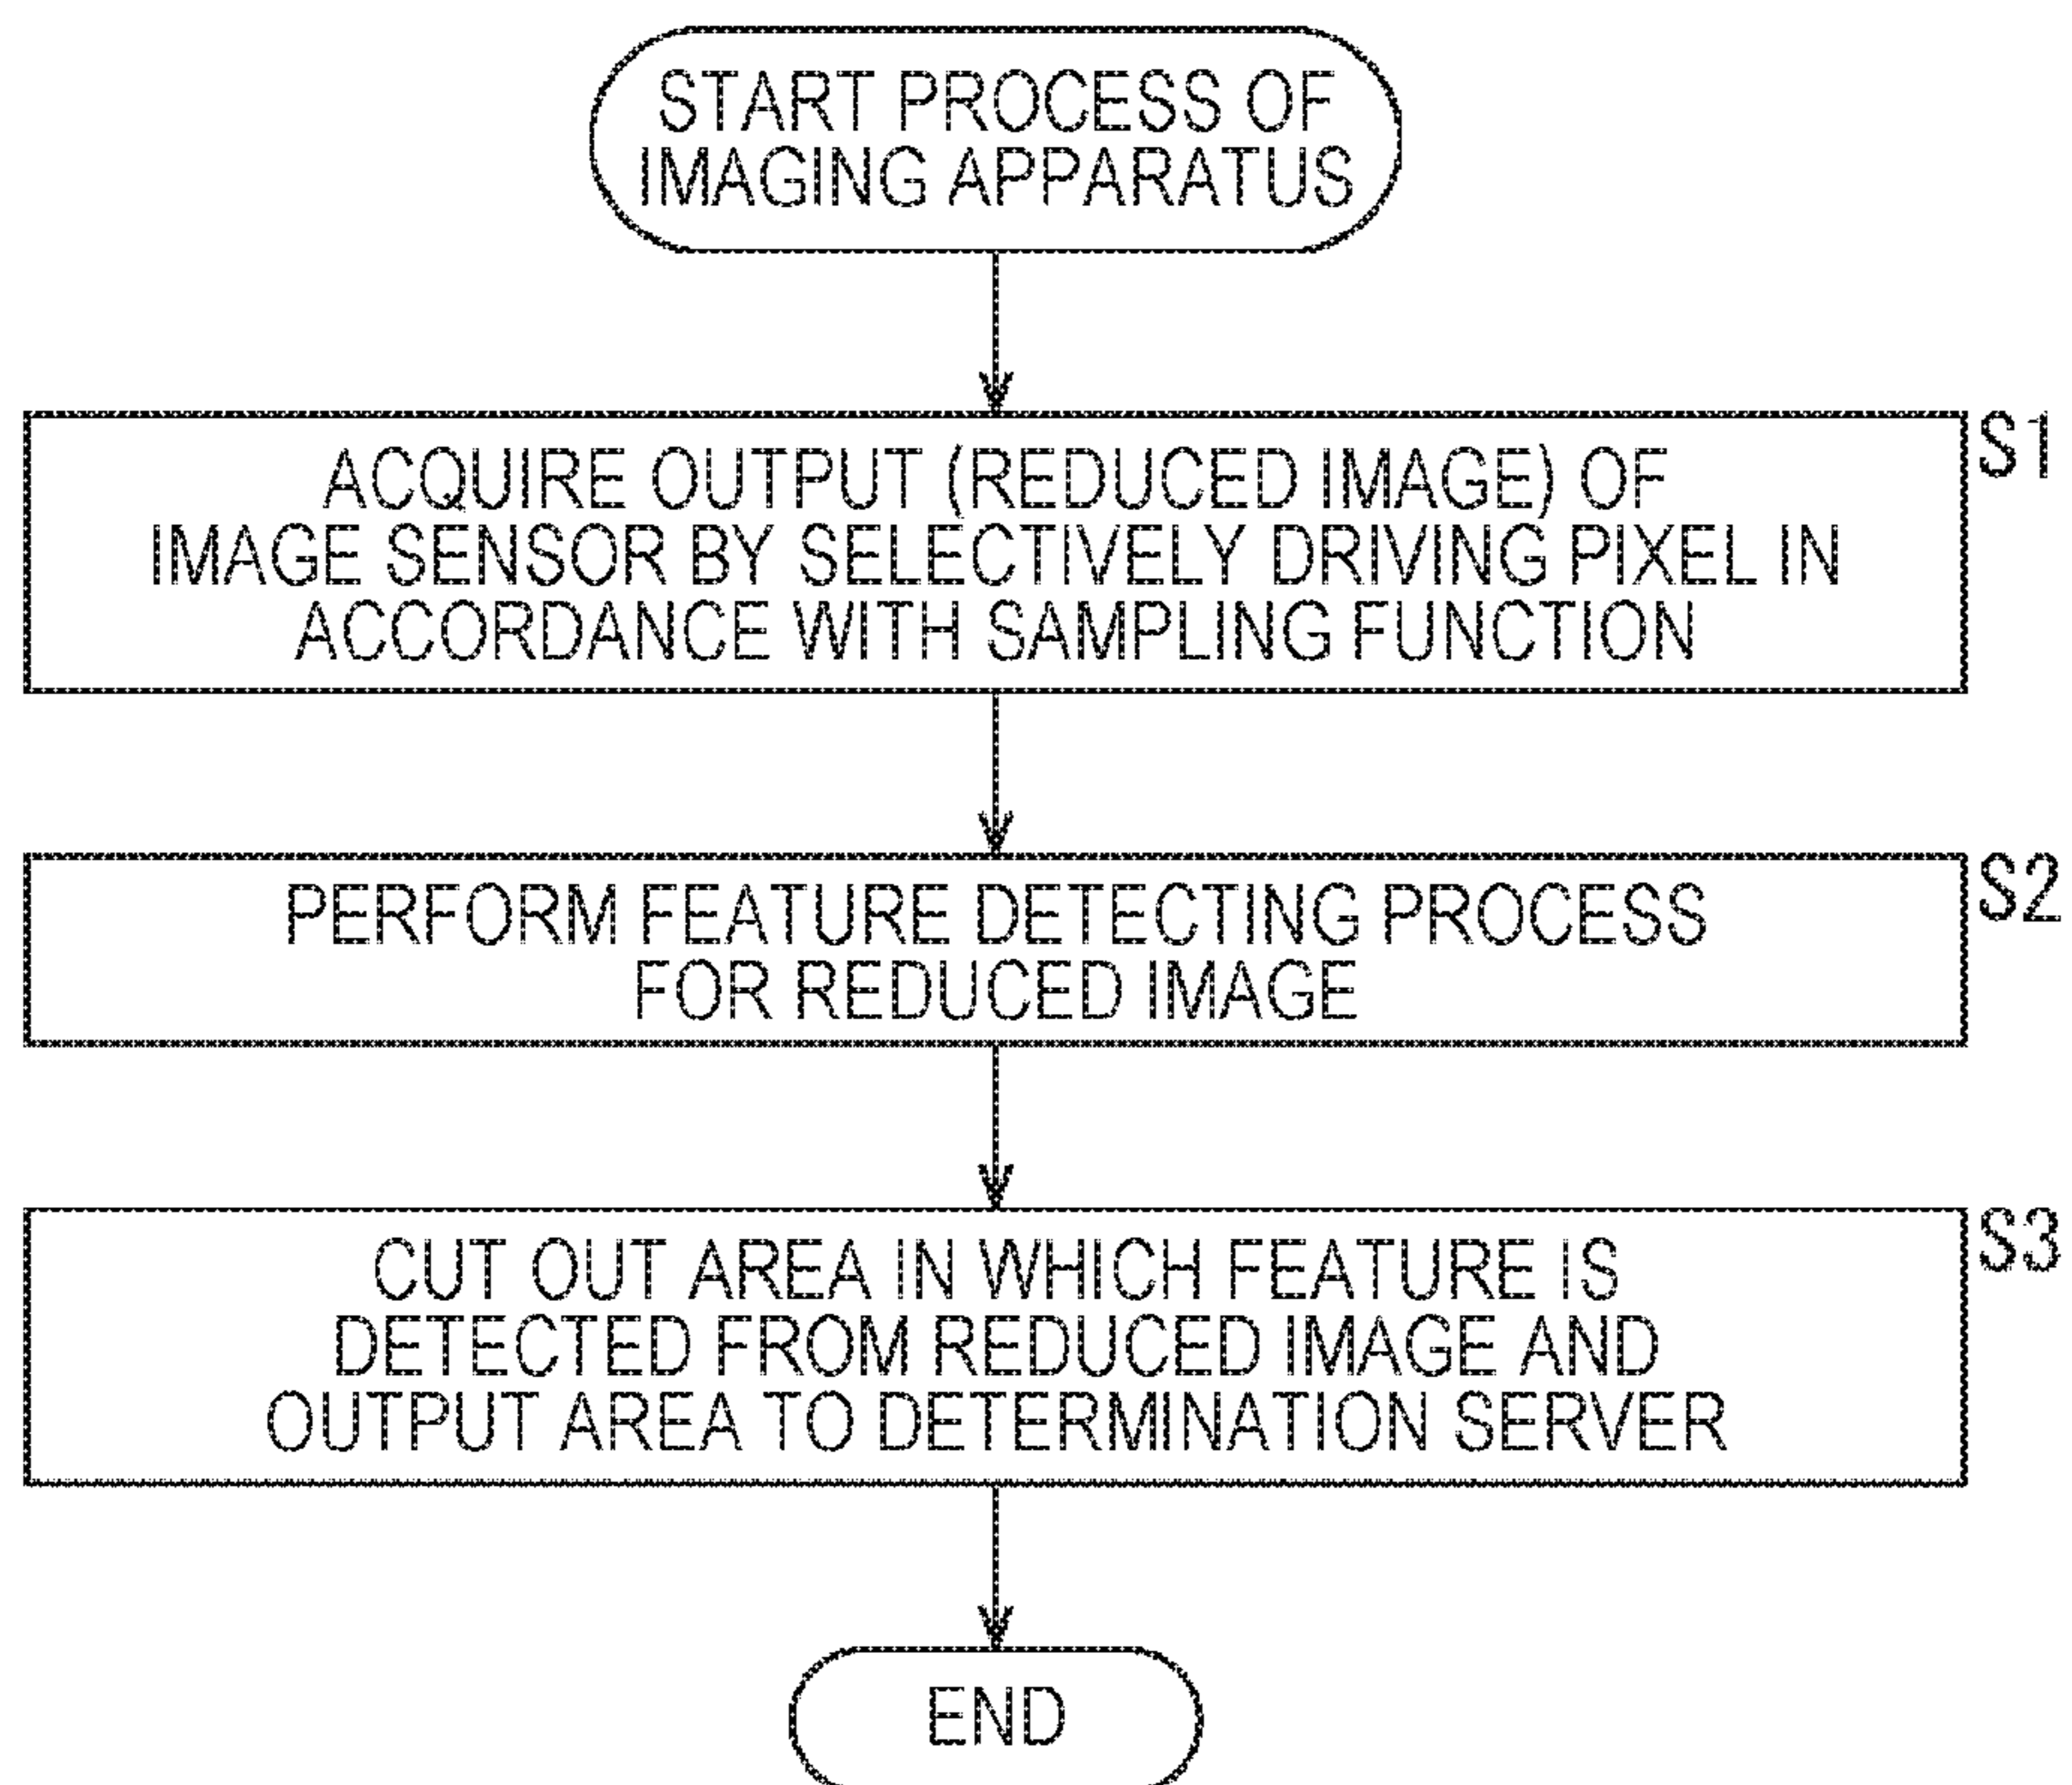 START PROCESS OF
IMAGING APPARATUS
S1
ACQUIRE OUTPUT (REDUCED IMAGE) OF
IMAGE SENSOR BY SELECTIVELY DRIVING PIXEL IN
ACCORDANCE WITH SAMPLING FUNCTION
S2
PERFORM FEATURE DETECTING PROCESS
FOR REDUCED IMAGE
S3
CUT OUT AREA IN WHICH FEATURE IS
DETECTED FROM REDUCED IMAGE AND
OUTPUT AREA TO DETERMINATION SERVER
END